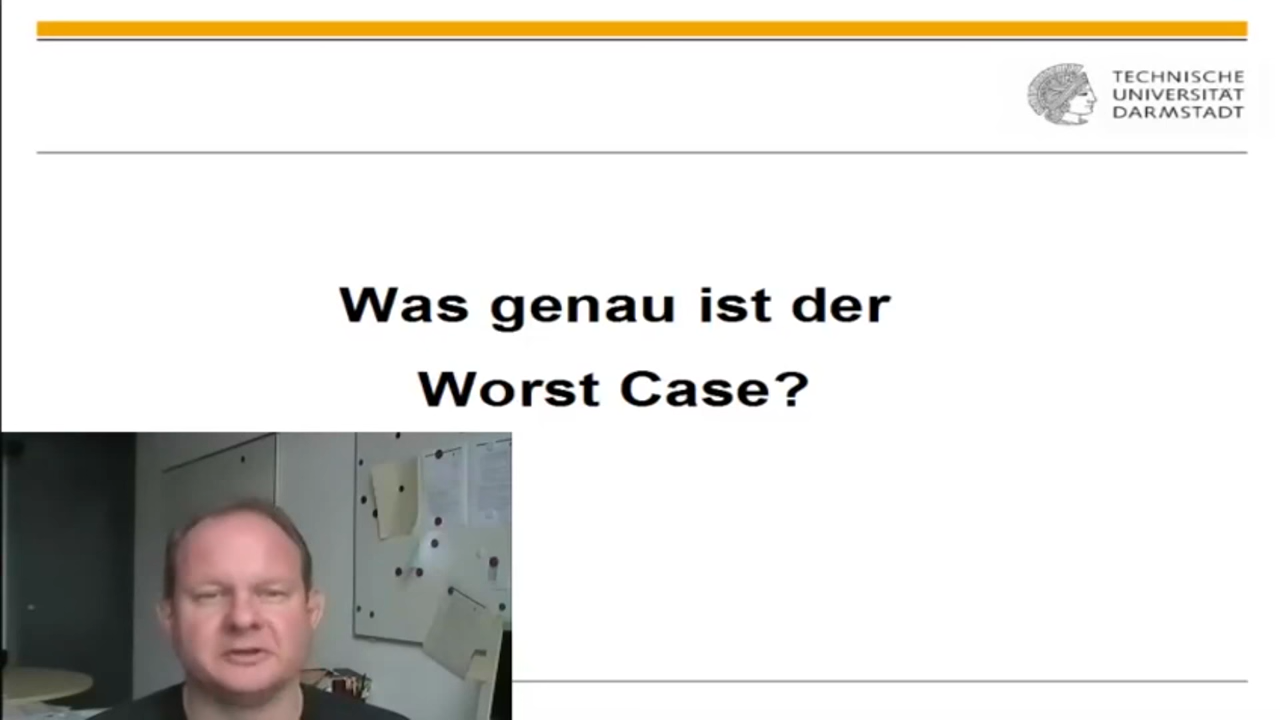 TECHNISCHE
UNIVERSITÄT
DARMSTADT
Was genau ist der
Worst Case?